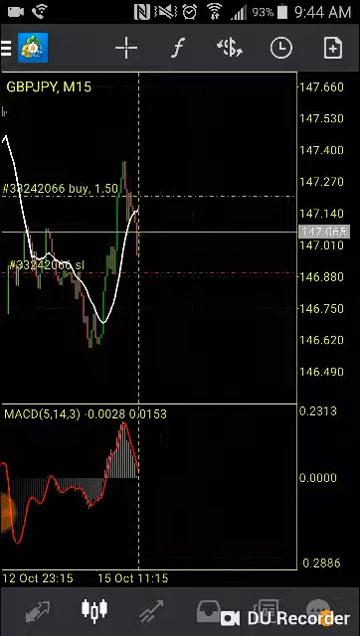 93% 9:44 AM
GBPJPY, M15
147.660
147.530
147.400
147.270
#33242066 buy, 1.50
147.140
147.065
147.010
#33242066 sl
146.880
146.750
146.620
146.490
MACD(5,14,3) -0.0028 0.0153
0.2313
0.0000
0.2886
12 Oct 23:15 15 Oct 11:15
DU Recorder